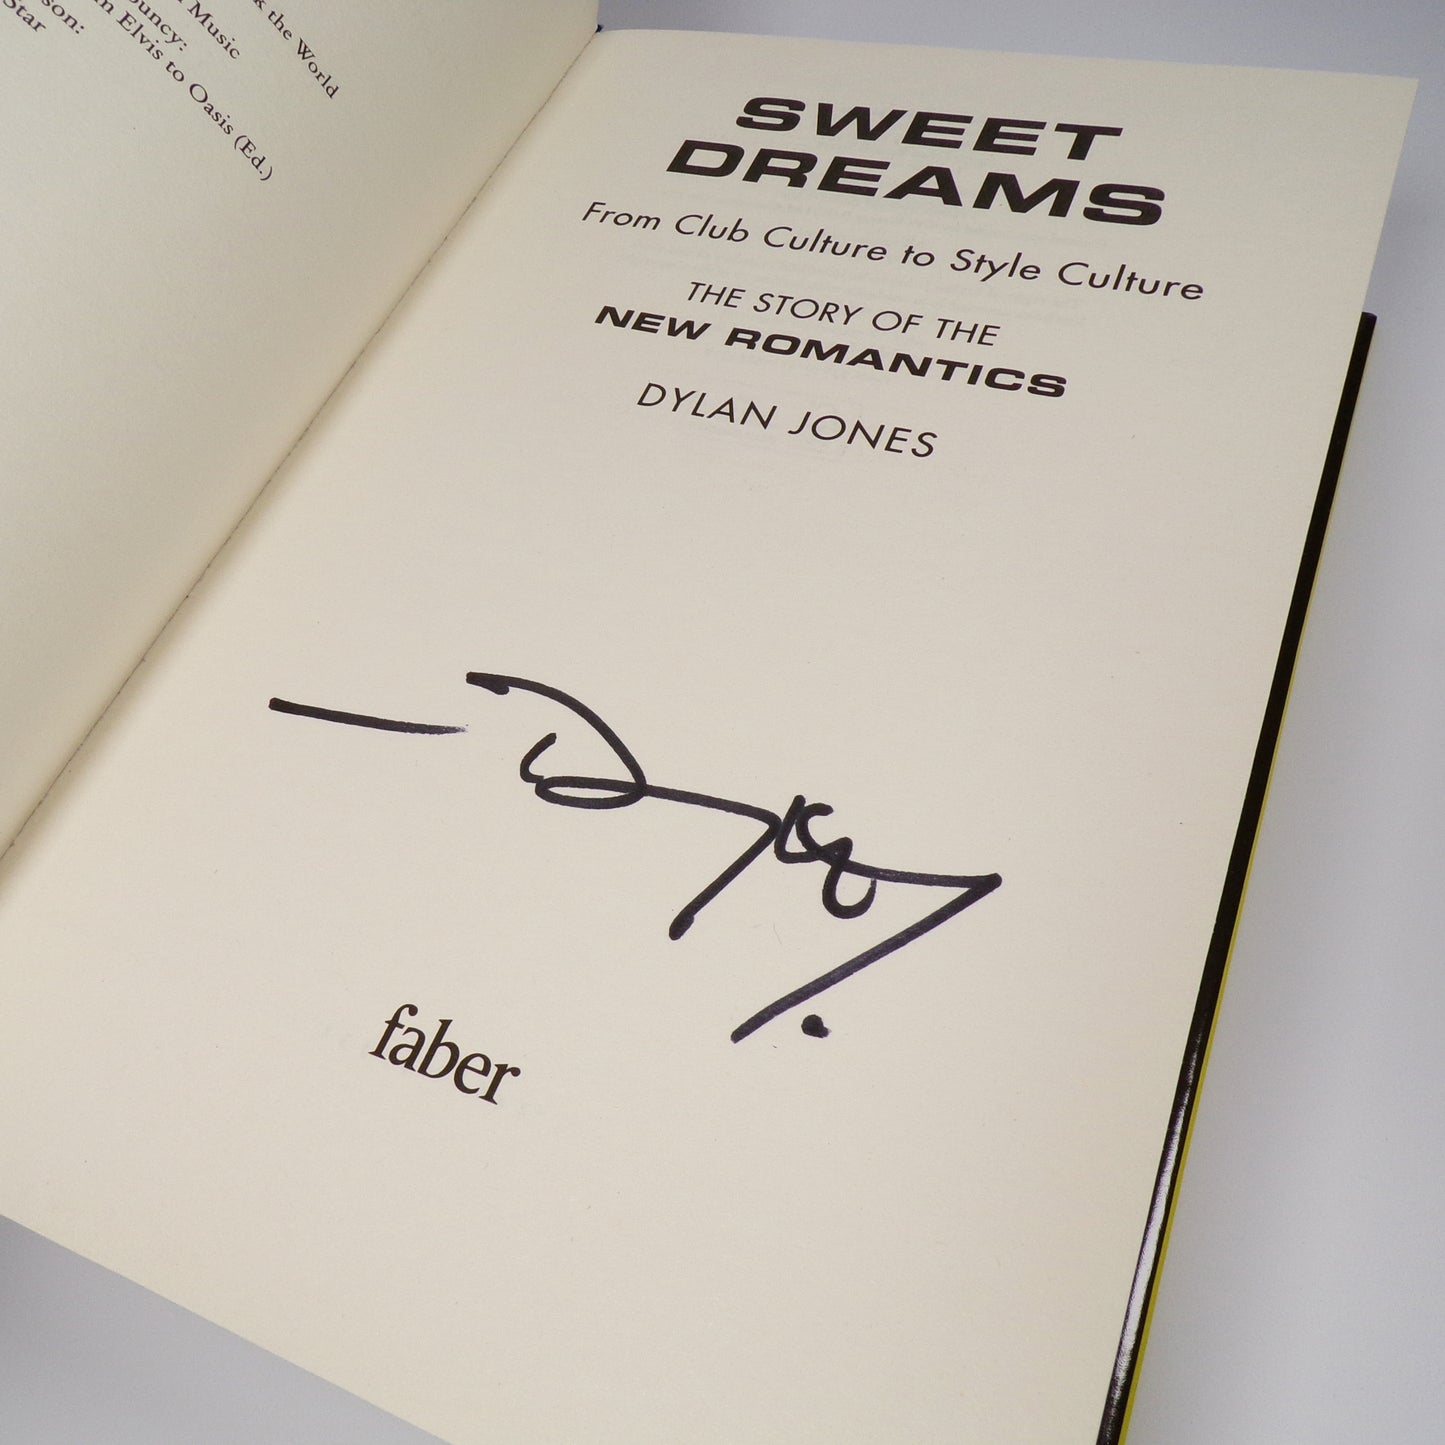 k the World
ouncy:
Music
m Elvis to Oasis (Ed.)
son:
Star
SWEET
DREAMS
From Club Culture to Style Culture
THE STORY OF THE
NEW ROMANTICS
DYLAN JONES
faber